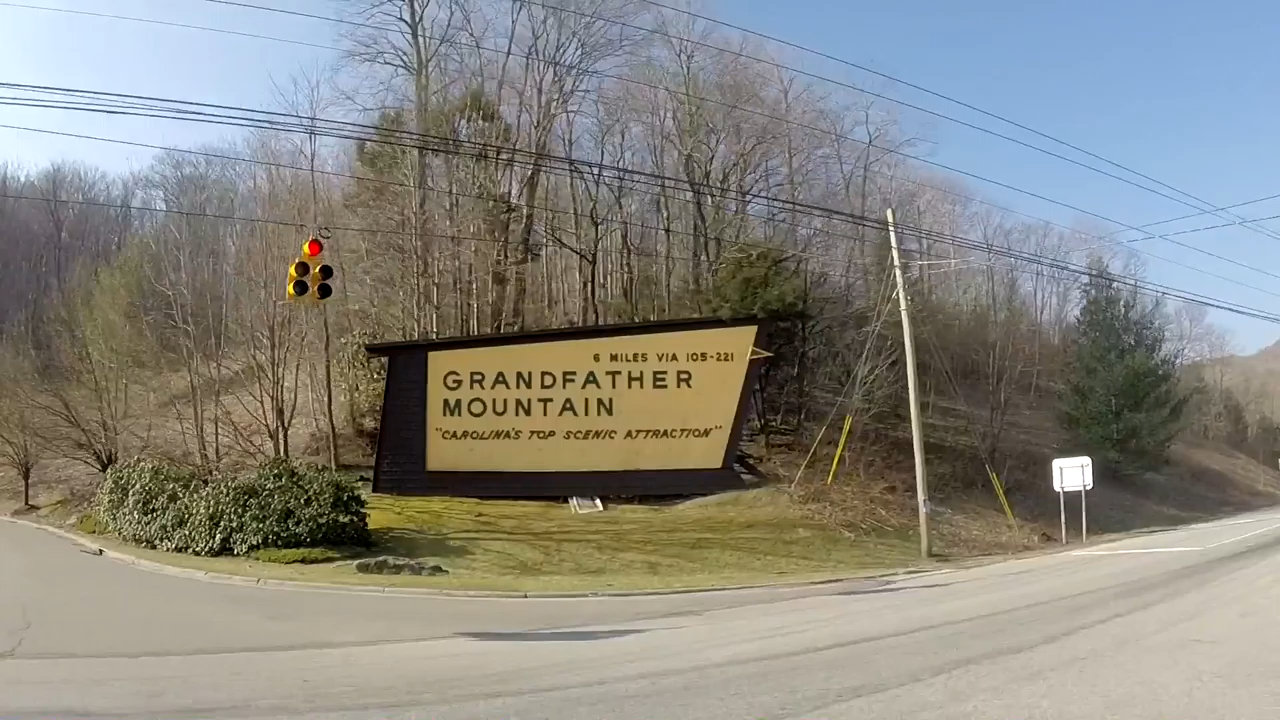 6 MILES VIA 105-221
GRANDFATHER
MOUNTAIN
"CAROLINA'S TOP SCENIC ATTRACTION"